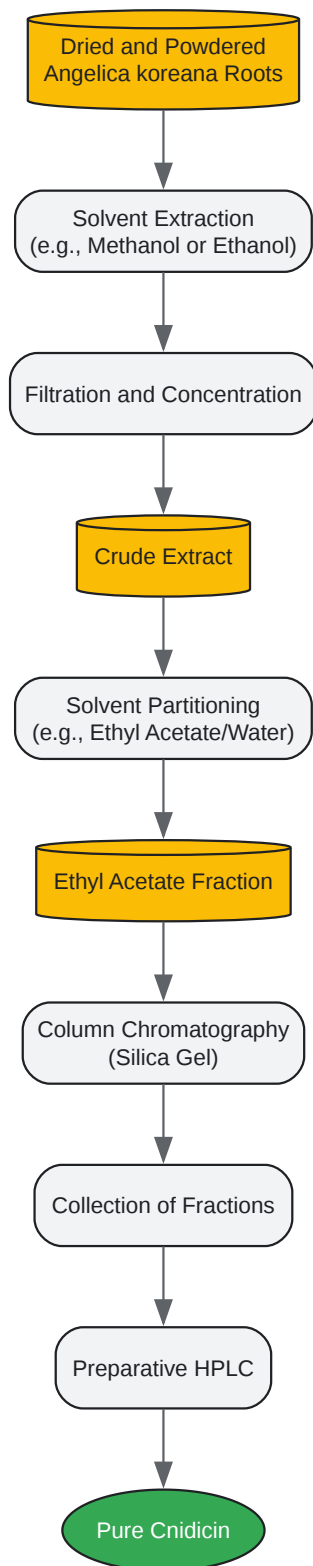 Dried and Powdered
Angelica koreana Roots
Solvent Extraction
(e.g., Methanol or Ethanol)
Filtration and Concentration
Crude Extract
Solvent Partitioning
(e.g., Ethyl Acetate/Water)
Ethyl Acetate Fraction
Column Chromatography
(Silica Gel)
Collection of Fractions
Preparative HPLC
Pure Cnidicin